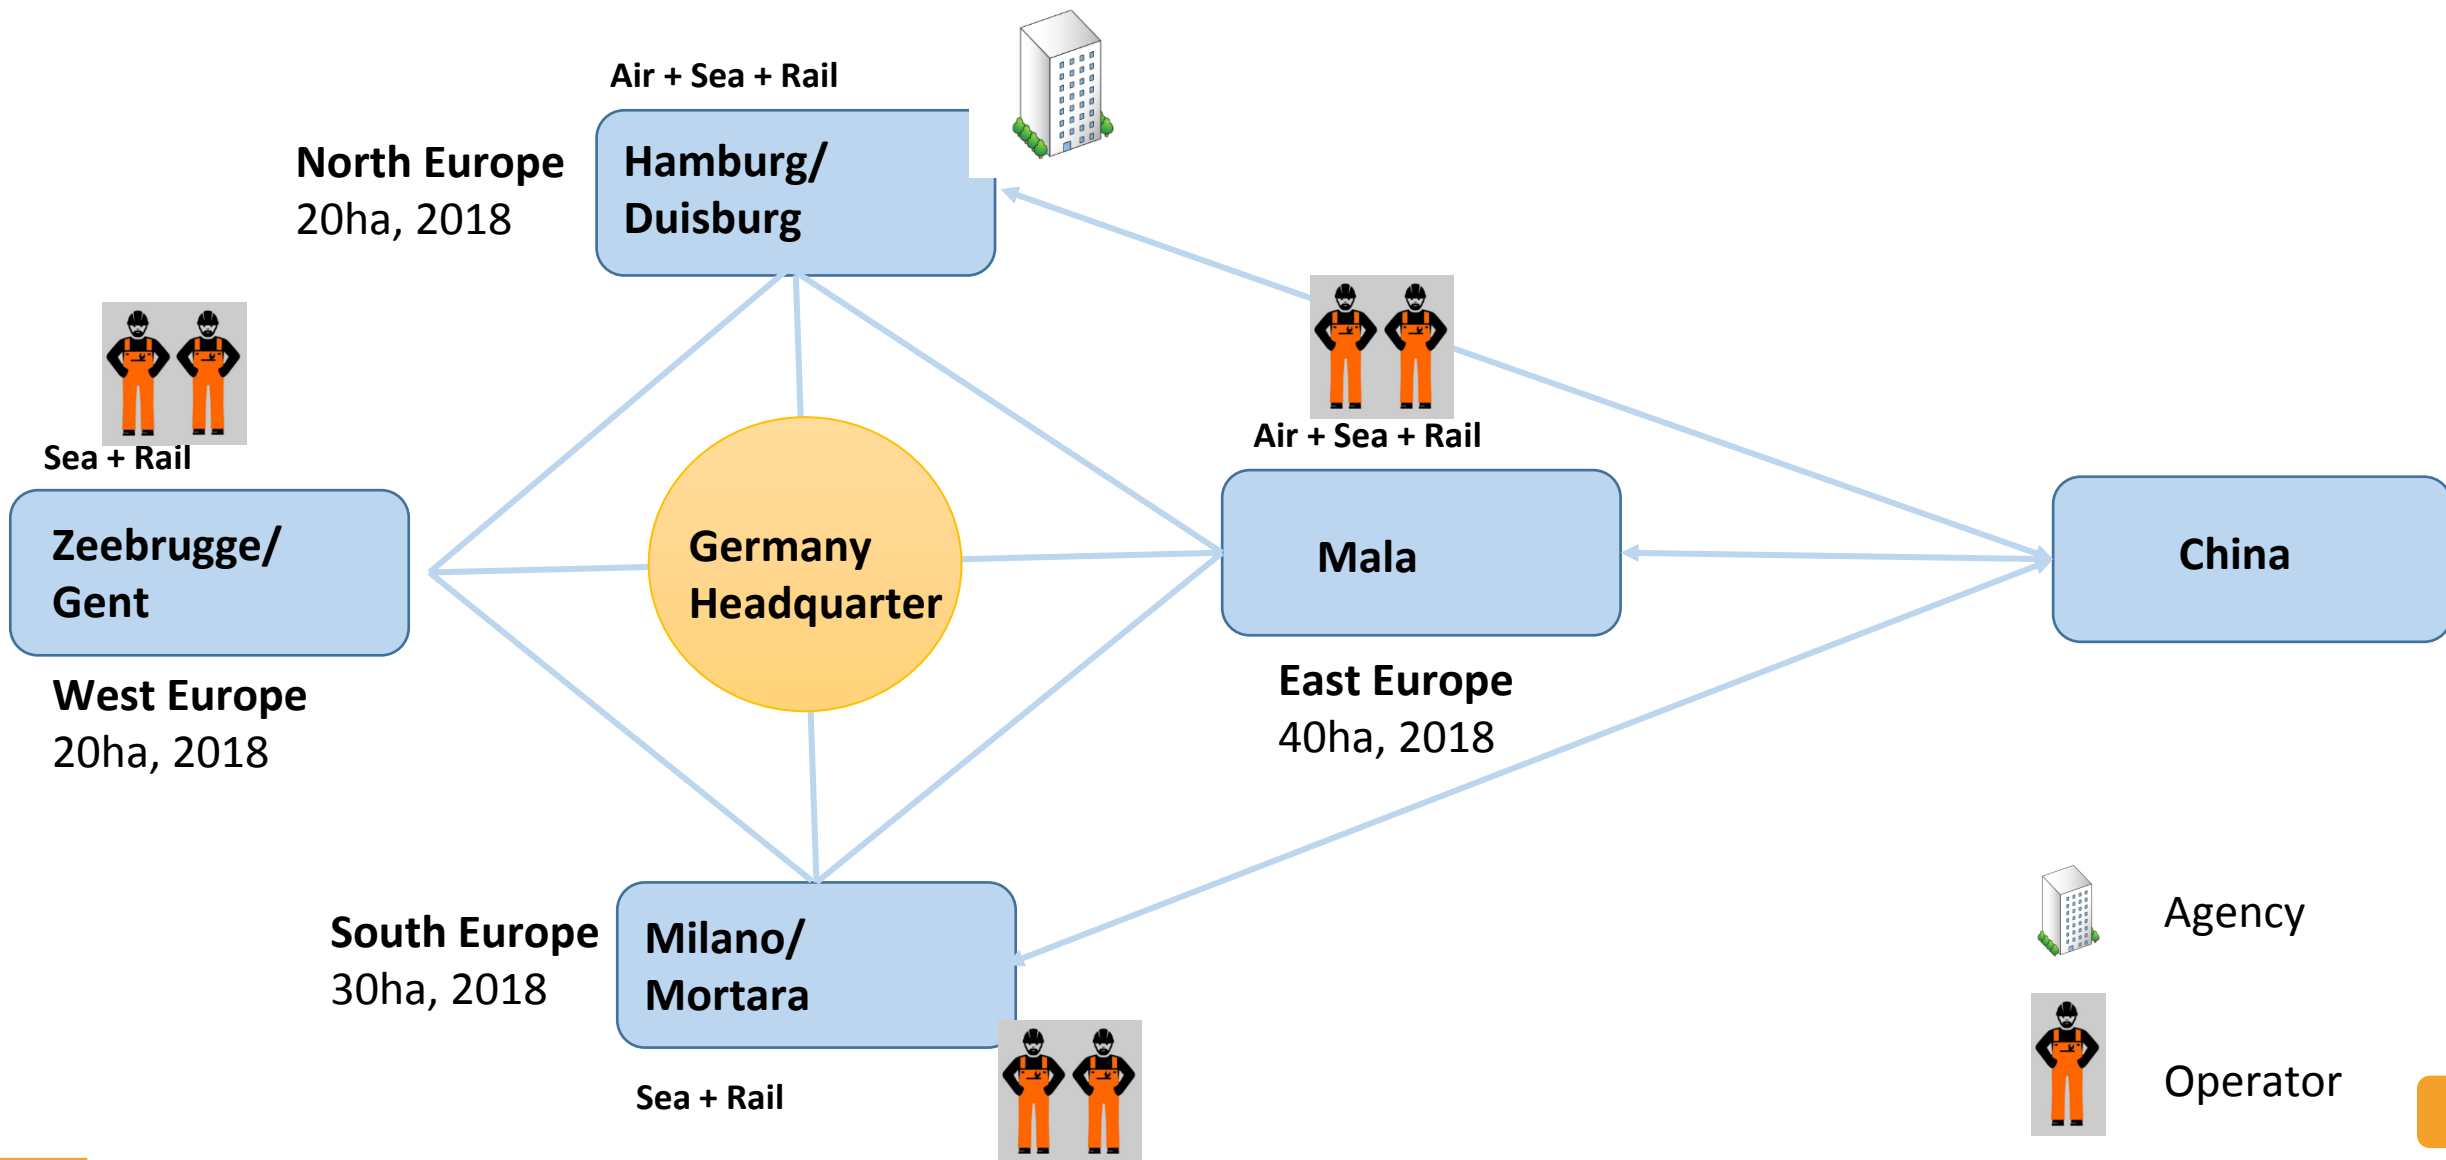 Air + Sea + Rail
North Europe
20ha, 2018
Hamburg/
Duisburg
Sea + Rail
Zeebrugge/
Gent
West Europe
20ha, 2018
Germany
Headquarter
Air + Sea + Rail
Mala
East Europe
40ha, 2018
China
South Europe
30ha, 2018
Milano/
Mortara
Sea + Rail
Agency
Operator